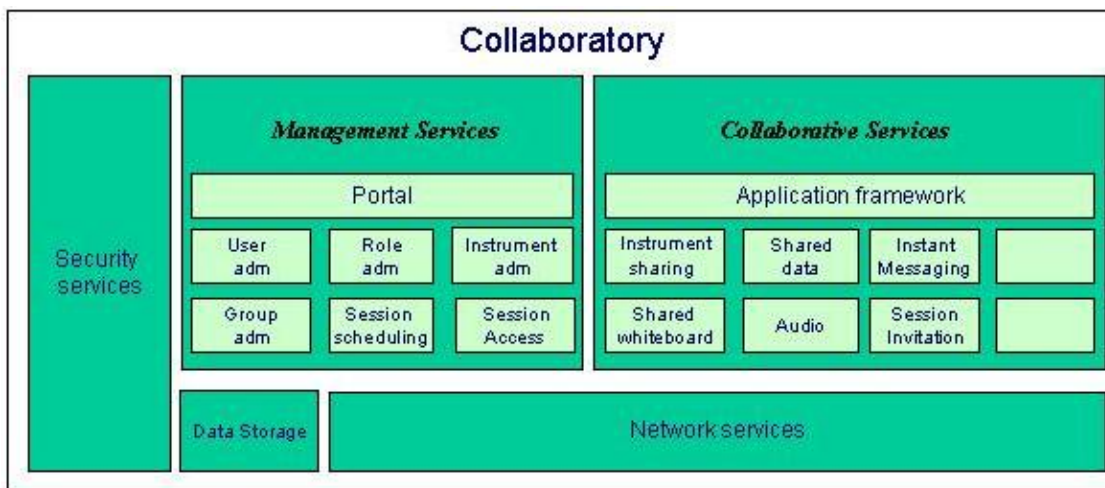 Collaboratory
Security
services
Management Services
Portal
User
adm
Role
adm
Instrument
adm
Group
adm
Session
scheduling
Session
Access
Collaborative Services
Application framework
Instrument
sharing
Shared
data
Instant
Messaging
Shared
whiteboard
Audio
Session
Invitation
Data Storage
Network services